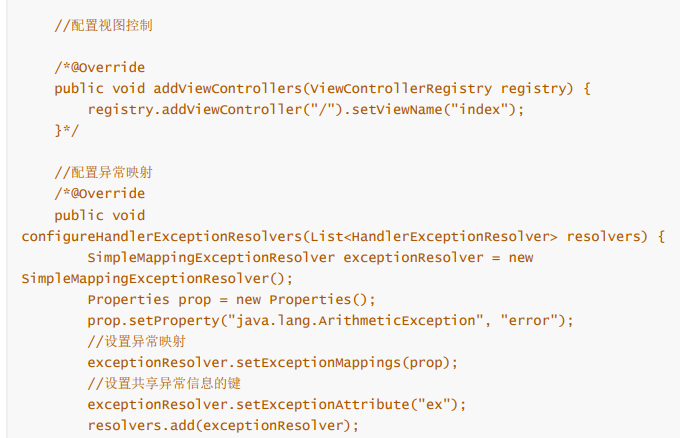 //配置视图控制
/*@Override
public void addViewControllers(ViewControllerRegistry registry) {
registry.addViewController("/").setViewName("index");
}*/
//配置异常映射
/*@Override
public void
configureHandlerExceptionResolvers(List<HandlerExceptionResolver> resolvers) {
SimpleMappingExceptionResolver exceptionResolver = new
SimpleMappingExceptionResolver();
Properties prop = new Properties();
prop.setProperty("java.lang.ArithmeticException", "error");
//设置异常映射
exceptionResolver.setExceptionMappings(prop);
//设置共享异常信息的键
exceptionResolver.setExceptionAttribute("ex");
resolvers.add(exceptionResolver);